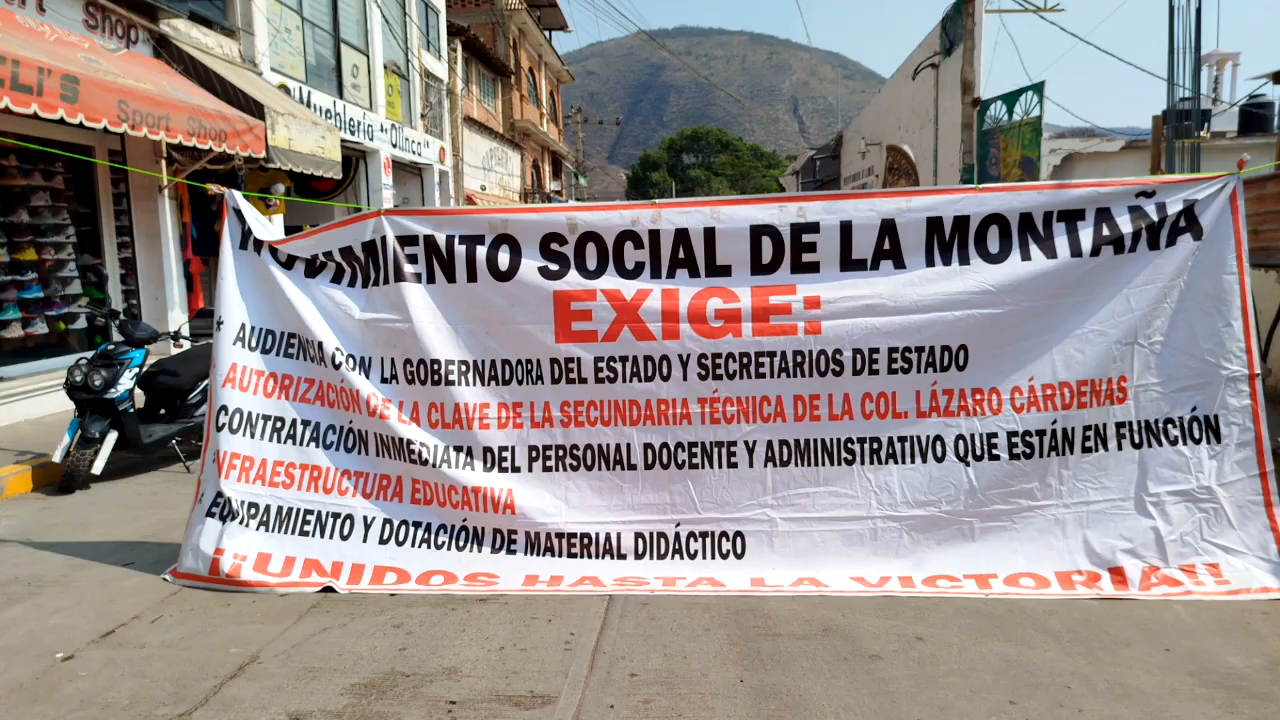 Sport Shop
ELI'S Sport Shop
Mueblería "Olinca"
MOVIMIENTO SOCIAL DE LA MONTAÑA
EXIGE:
* AUDIENCIA CON LA GOBERNADORA DEL ESTADO Y SECRETARIOS DE ESTADO
* AUTORIZACIÓN DE LA CLAVE DE LA SECUNDARIA TÉCNICA DE LA COL. LÁZARO CÁRDENAS
CONTRATACIÓN INMEDIATA DEL PERSONAL DOCENTE Y ADMINISTRATIVO QUE ESTÁN EN FUNCIÓN
* INFRAESTRUCTURA EDUCATIVA
* EQUIPAMIENTO Y DOTACIÓN DE MATERIAL DIDÁCTICO
¡¡UNIDOS HASTA LA VICTORIA!!